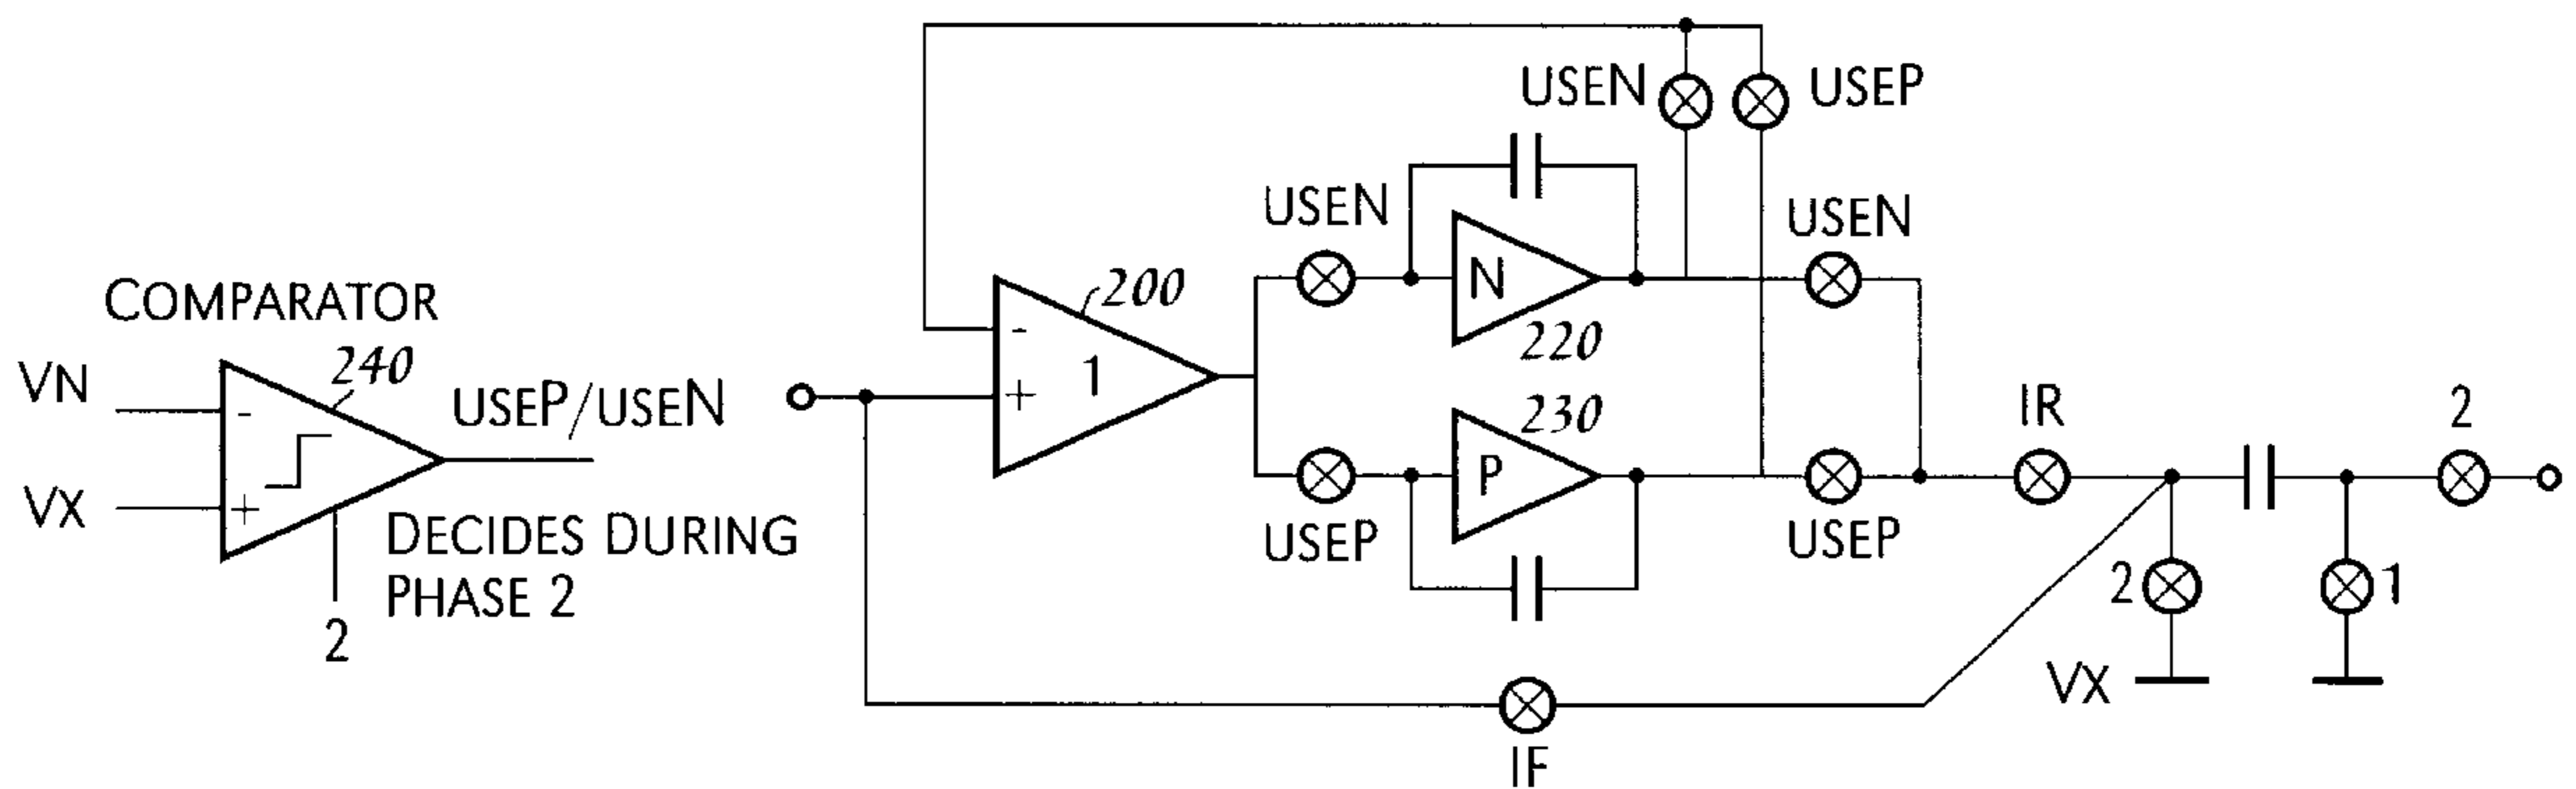 COMPARATOR
240
VN
-
VX
+
USEP/USEN
DECIDES DURING
PHASE 2
2
200
-
1
+
USEN
USEP
USEN
N
220
USEN
230
P
USEP
USEP
IR
2
2
1
VX
IF